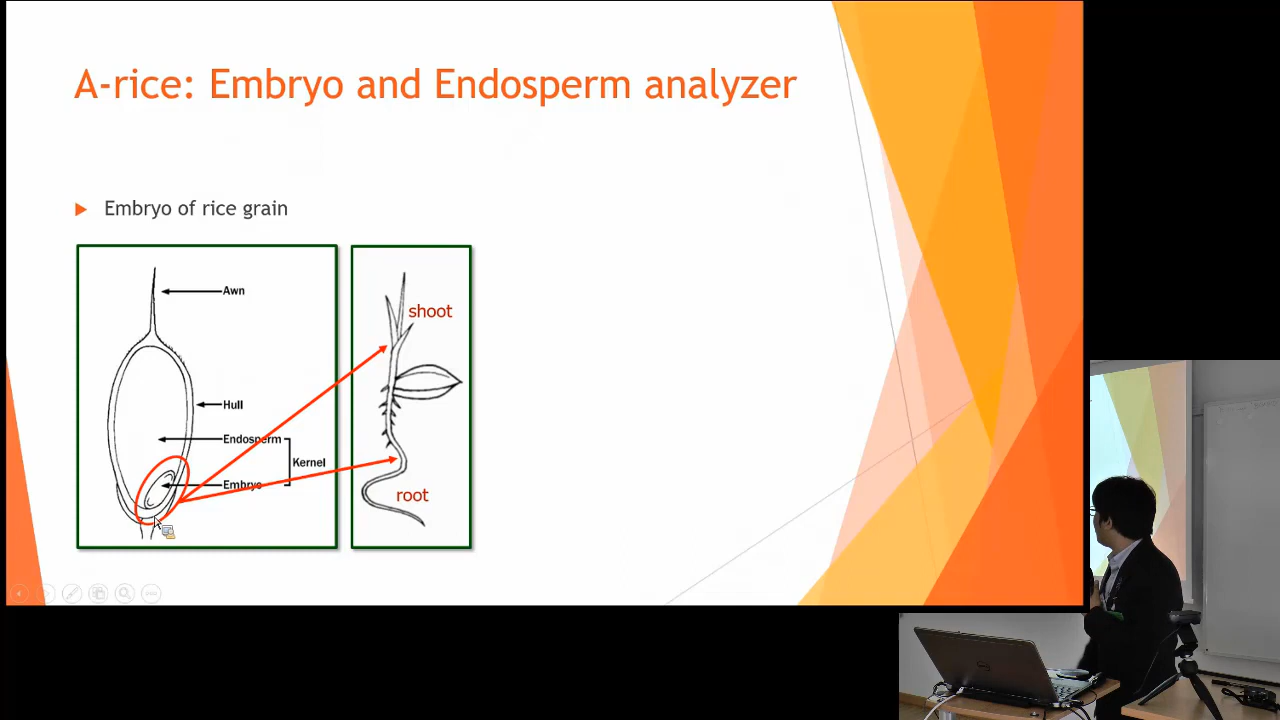 A-rice: Embryo and Endosperm analyzer
Embryo of rice grain
Awn
Hull
Endosperm
Kernel
Embryo
shoot
root